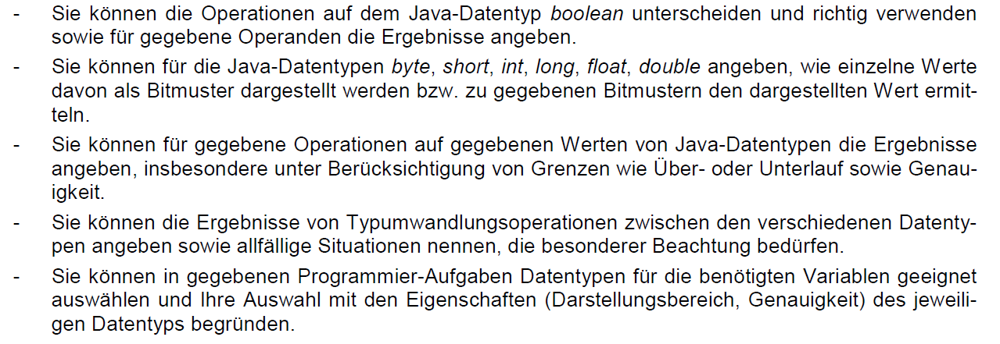 - Sie können die Operationen auf dem Java-Datentyp boolean unterscheiden und richtig verwenden
sowie für gegebene Operanden die Ergebnisse angeben.
- Sie können für die Java-Datentypen byte, short, int, long, float, double angeben, wie einzelne Werte
davon als Bitmuster dargestellt werden bzw. zu gegebenen Bitmustern den dargestellten Wert ermit-
teln.
- Sie können für gegebene Operationen auf gegebenen Werten von Java-Datentypen die Ergebnisse
angeben, insbesondere unter Berücksichtigung von Grenzen wie Über- oder Unterlauf sowie Genau-
igkeit.
- Sie können die Ergebnisse von Typumwandlungsoperationen zwischen den verschiedenen Datenty-
pen angeben sowie allfällige Situationen nennen, die besonderer Beachtung bedürfen.
- Sie können in gegebenen Programmier-Aufgaben Datentypen für die benötigten Variablen geeignet
auswählen und Ihre Auswahl mit den Eigenschaften (Darstellungsbereich, Genauigkeit) des jeweili-
gen Datentyps begründen.